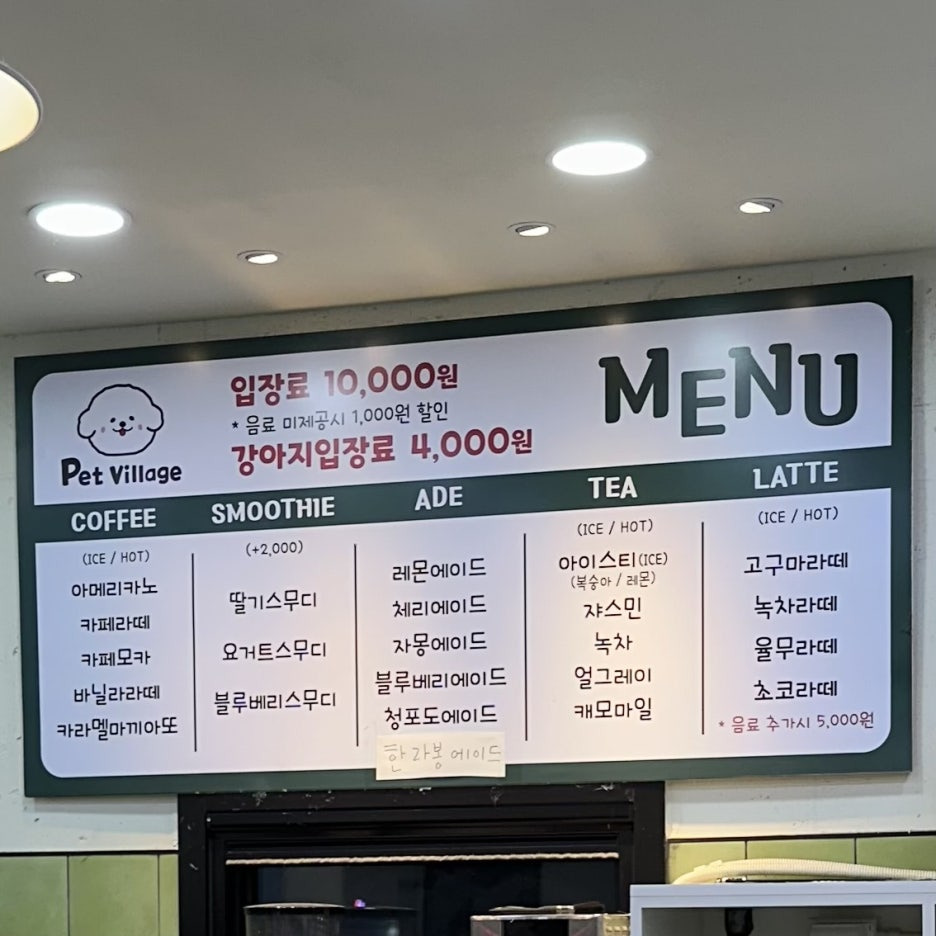 Pet Village
입장료 10,000원
* 음료 미제공시 1,000원 할인
강아지입장료 4,000원
MENU
COFFEE
(ICE / HOT)
아메리카노
카페라떼
카페모카
바닐라라떼
카라멜마끼아또
SMOOTHIE
(+2,000)
딸기스무디
요거트스무디
블루베리스무디
ADE
레몬에이드
체리에이드
자몽에이드
블루베리에이드
청포도에이드
한라봉에이드
TEA
(ICE / HOT)
아이스티(ICE)
(복숭아 / 레몬)
쟈스민
녹차
얼그레이
캐모마일
LATTE
(ICE / HOT)
고구마라떼
녹차라떼
율무라떼
초코라떼
* 음료 추가시 5,000원